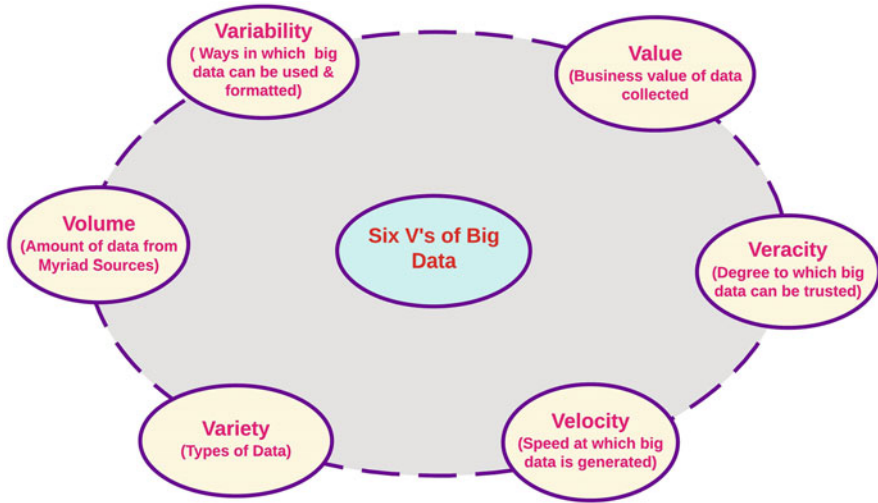 Variability
( Ways in which big
data can be used &
formatted)
Value
(Business value of data
collected
Volume
(Amount of data from
Myriad Sources)
Six V's of Big
Data
Veracity
(Degree to which big
data can be trusted)
Variety
(Types of Data)
Velocity
(Speed at which big
data is generated)